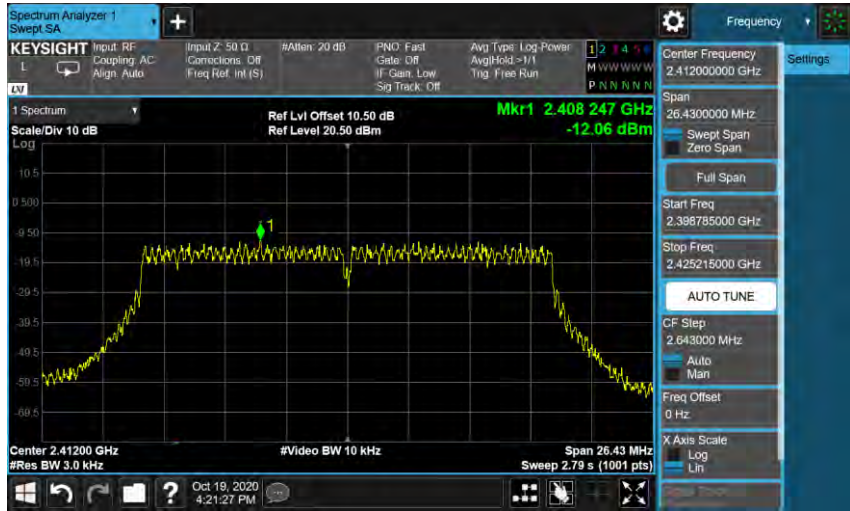 Spectrum Analyzer 1
Swept SA
Frequency
KEYSIGHT
L
LXI
Input: RF
Coupling: AC
Align: Auto
Input Z: 50 Ω
Corrections: Off
Freq Ref: Int (S)
#Atten: 20 dB
PNO: Fast
Gate: Off
IF Gain: Low
Sig Track: Off
Avg Type: Log-Power
Avg|Hold:>1/1
Trig: Free Run
1 2 3 4 5 6
M W W W W W
P N N N N N
Settings
1 Spectrum
Scale/Div 10 dB
Log
Ref Lvl Offset 10.50 dB
Ref Level 20.50 dBm
Mkr1 2.408 247 GHz
-12.06 dBm
10.5
0.500
-9.50
-19.5
-39.5
-49.5
-59.5
-69.5
1
Center 2.41200 GHz
#Res BW 3.0 kHz
#Video BW 10 kHz
Span 26.43 MHz
Sweep 2.79 s (1001 pts)
Center Frequency
2.412000000 GHz
Span
26.4300000 MHz
Swept Span
Zero Span
Full Span
Start Freq
2.398785000 GHz
Stop Freq
2.425215000 GHz
AUTO TUNE
CF Step
2.643000 MHz
Auto
Man
Freq Offset
0 Hz
X Axis Scale
Log
Lin
?
Oct 19, 2020
4:21:27 PM